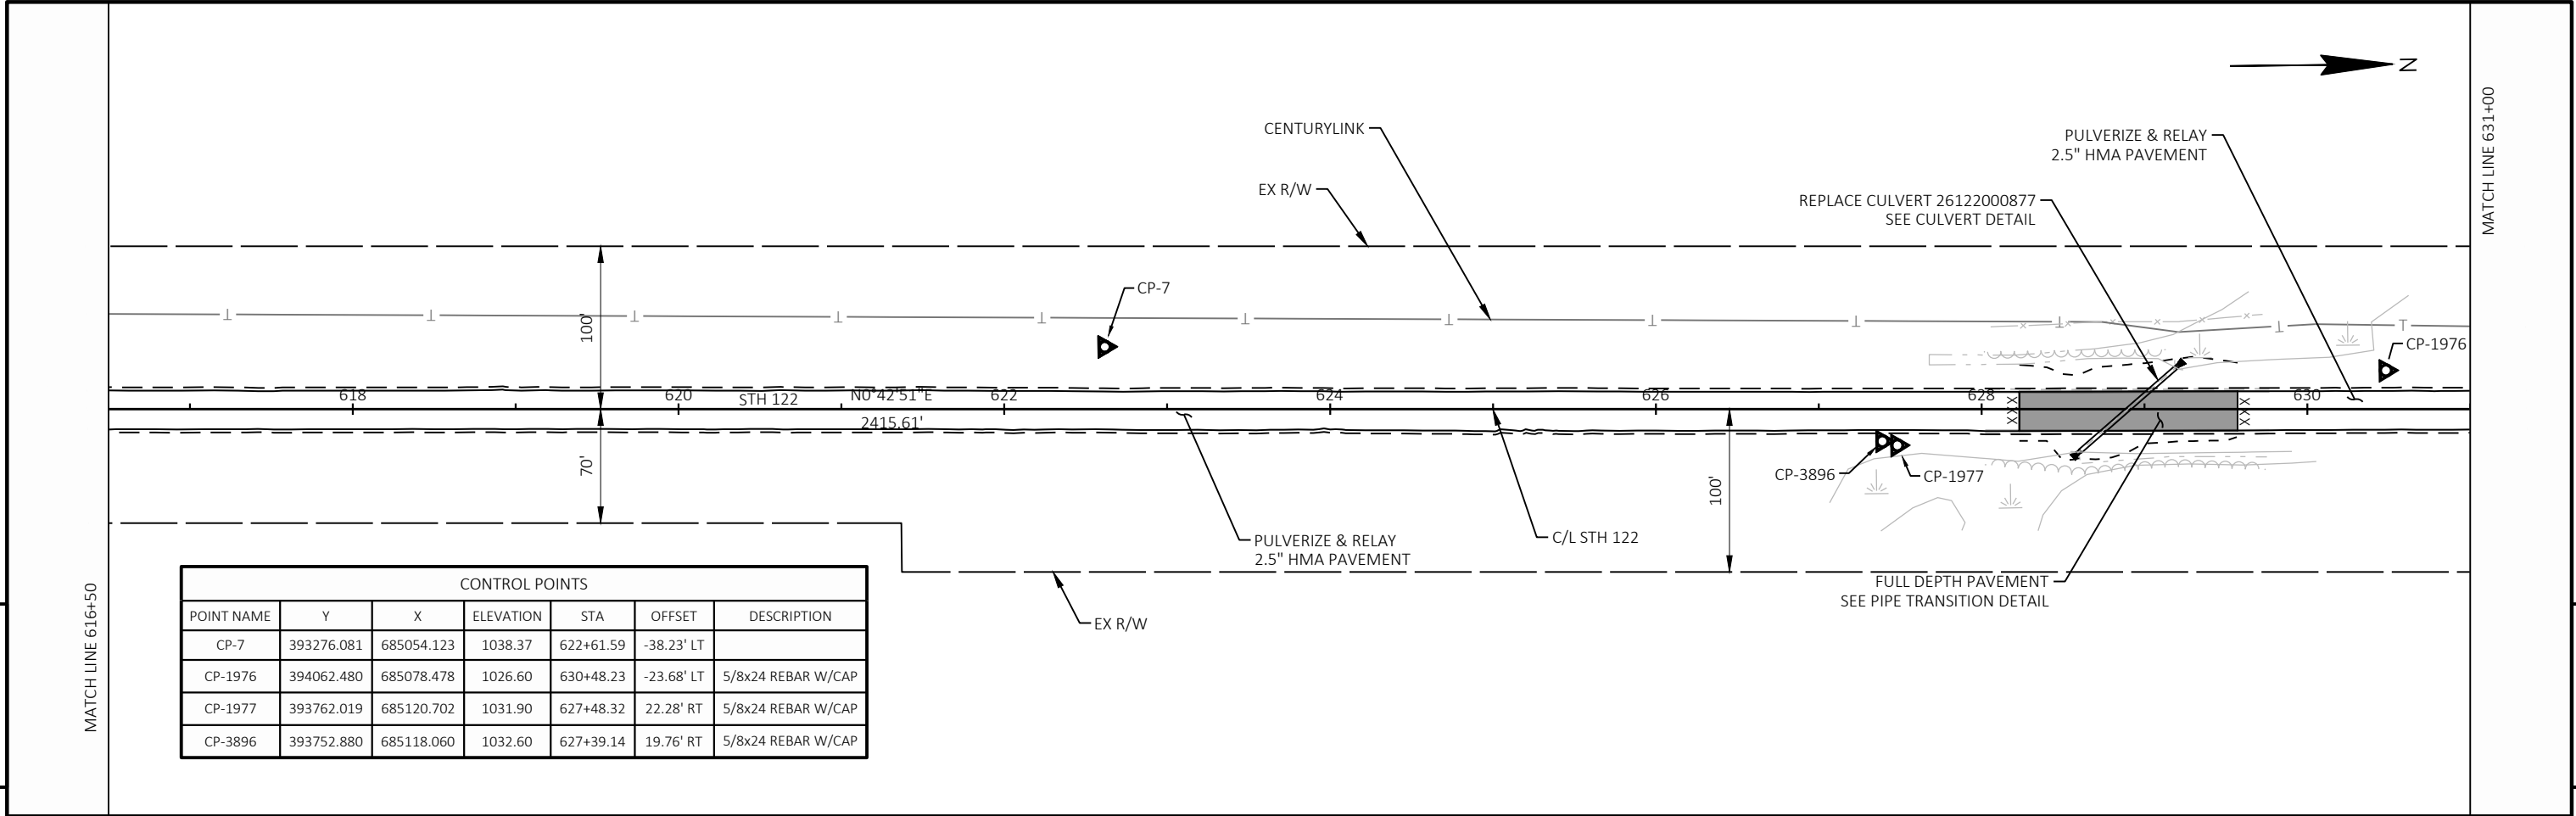 N
MATCH LINE 631+00
CENTURYLINK
PULVERIZE & RELAY
2.5" HMA PAVEMENT
EX R/W
REPLACE CULVERT 26122000877
SEE CULVERT DETAIL
CP-7
100'
CP-1976
618
620
622
624
626
628
630
STH 122
N0°42'51"E
2415.61'
70'
100'
CP-3896
CP-1977
PULVERIZE & RELAY
2.5" HMA PAVEMENT
C/L STH 122
FULL DEPTH PAVEMENT
SEE PIPE TRANSITION DETAIL
EX R/W
MATCH LINE 616+50
CONTROL POINTS
POINT NAME Y X ELEVATION STA OFFSET DESCRIPTION
CP-7 393276.081 685054.123 1038.37 622+61.59 -38.23' LT
CP-1976 394062.480 685078.478 1026.60 630+48.23 -23.68' LT 5/8x24 REBAR W/CAP
CP-1977 393762.019 685120.702 1031.90 627+48.32 22.28' RT 5/8x24 REBAR W/CAP
CP-3896 393752.880 685118.060 1032.60 627+39.14 19.76' RT 5/8x24 REBAR W/CAP